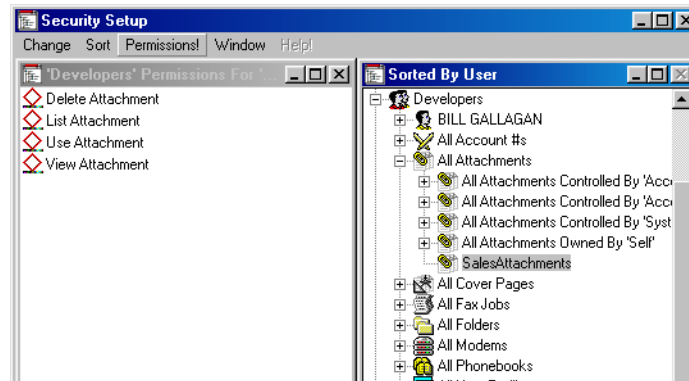 Security Setup
Change Sort Permissions! Window Help!
'Developers' Permissions For '...
Delete Attachment
List Attachment
Use Attachment
View Attachment
Sorted By User
Developers
BILL GALLAGAN
All Account #s
All Attachments
All Attachments Controlled By 'Acco
All Attachments Controlled By 'Acco
All Attachments Controlled By 'Syst
All Attachments Owned By 'Self'
SalesAttachments
All Cover Pages
All Fax Jobs
All Folders
All Modems
All Phonebooks